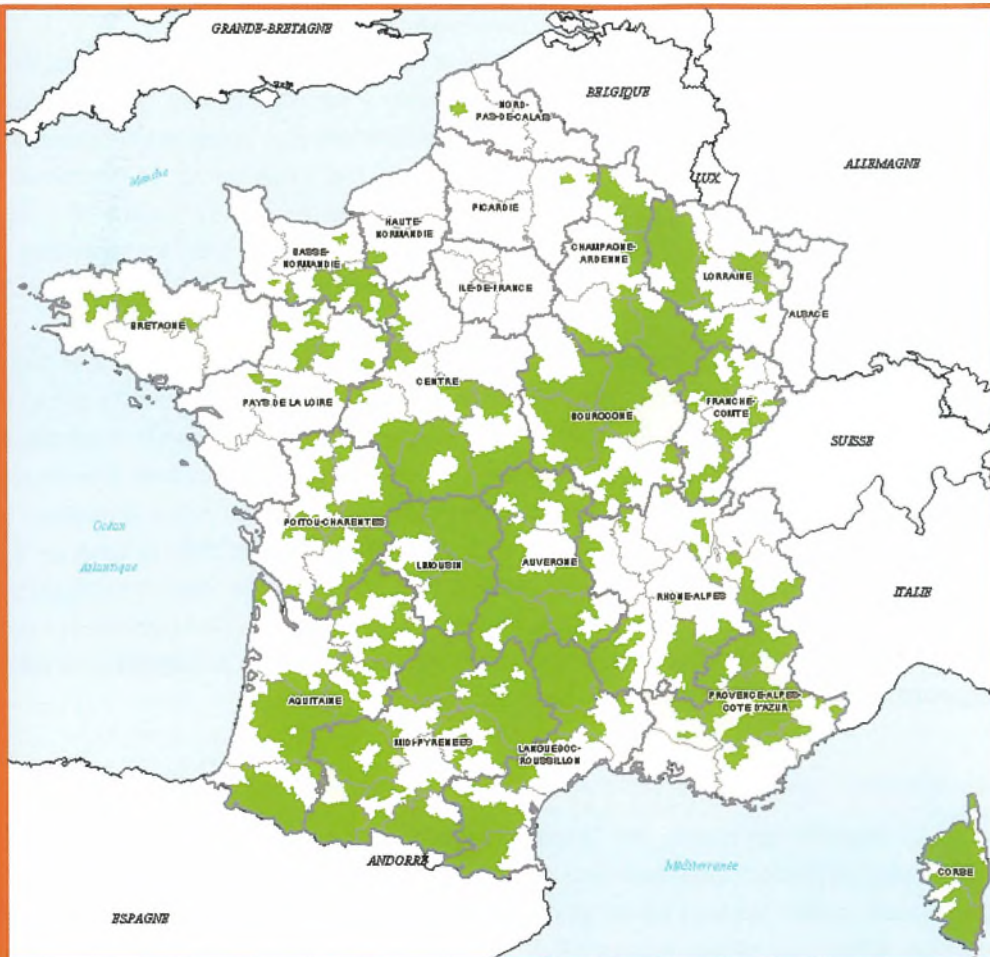 GRANDE-BRETAGNE
BELGIQUE
NORD-
PAS-DE-CALAIS
ALLEMAGNE
LUX
Manche
PICARDIE
HAUTE-
NORMANDIE
BASSE-
NORMANDIE
CHAMPAGNE-
ARDENNE
LORRAINE
ILE-DE-FRANCE
ALSACE
BRETAGNE
CENTRE
PAYS DE LA LOIRE
BOURGOGNE
FRANCHE-
COMTE
SUISSE
Océan
Atlantique
POITOU-CHARENTES
LIMOUSIN
AUVERGNE
RHONE-ALPES
ITALIE
AQUITAINE
PROVENCE-ALPES-
COTE D'AZUR
MIDI-PYRENEES
LANGUEDOC-
ROUSSILLON
ANDORRE
Méditerranée
CORSE
ESPAGNE